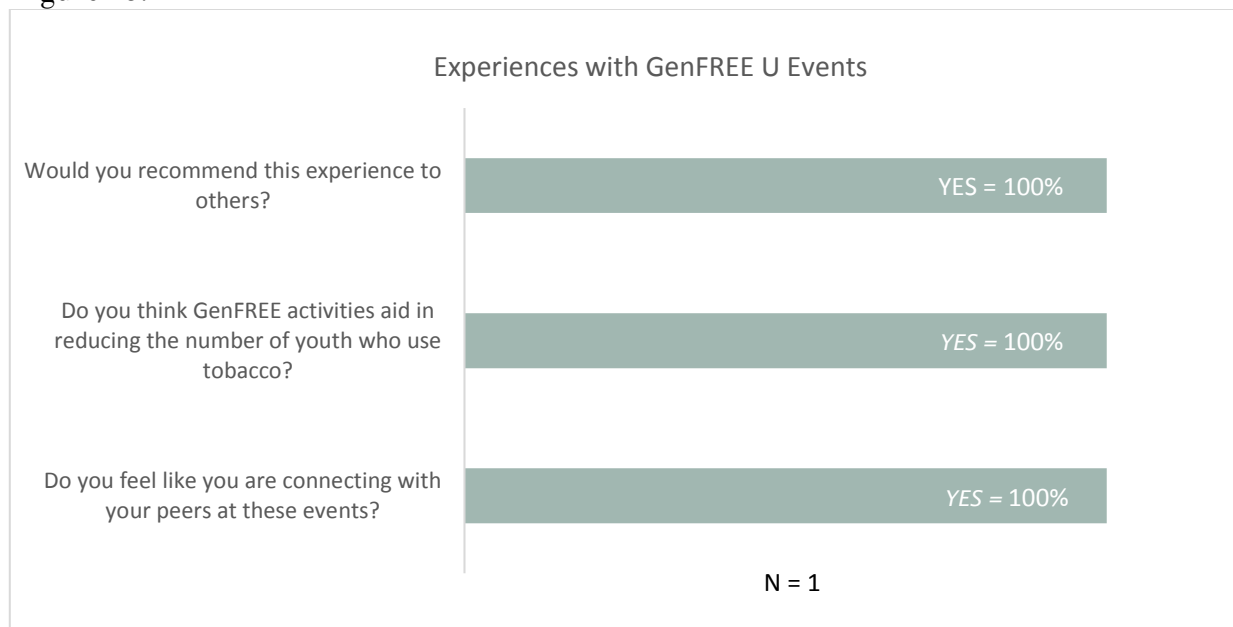 Experiences with GenFREE U Events
Would you recommend this experience to
others?
YES = 100%
Do you think GenFREE activities aid in
reducing the number of youth who use
tobacco?
YES = 100%
Do you feel like you are connecting with
your peers at these events?
YES = 100%
N = 1